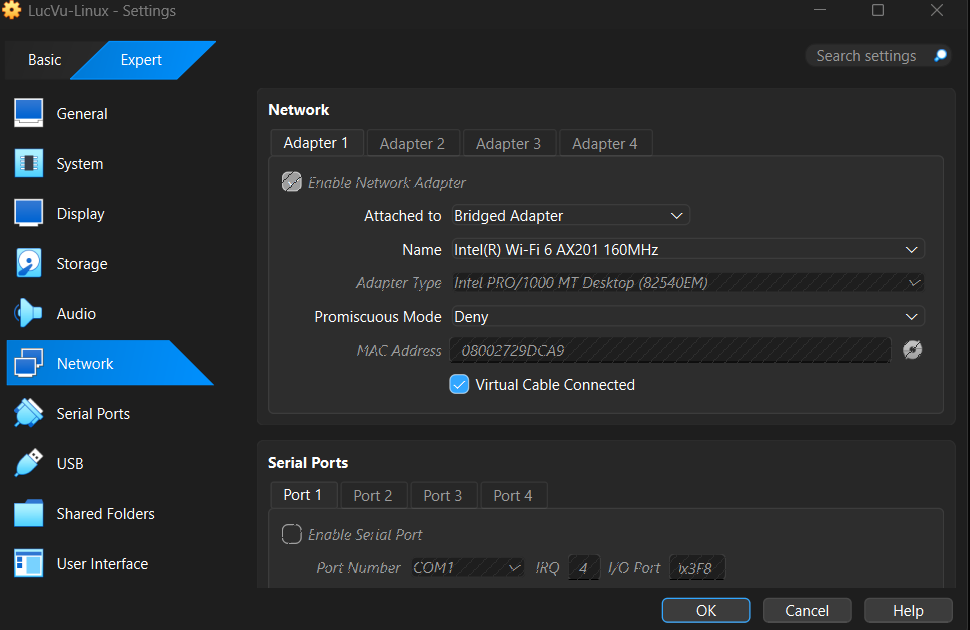 LucVu-Linux - Settings
Basic
Expert
Search settings
General
System
Display
Storage
Audio
Network
Serial Ports
USB
Shared Folders
User Interface
Network
Adapter 1 Adapter 2 Adapter 3 Adapter 4
Enable Network Adapter
Attached to Bridged Adapter
Name Intel(R) Wi-Fi 6 AX201 160MHz
Adapter Type Intel PRO/1000 MT Desktop (82540EM)
Promiscuous Mode Deny
MAC Address 08002729DCA9
Virtual Cable Connected
Serial Ports
Port 1 Port 2 Port 3 Port 4
Enable Serial Port
Port Number COM1 IRQ 4 I/O Port 0x3F8
OK Cancel Help